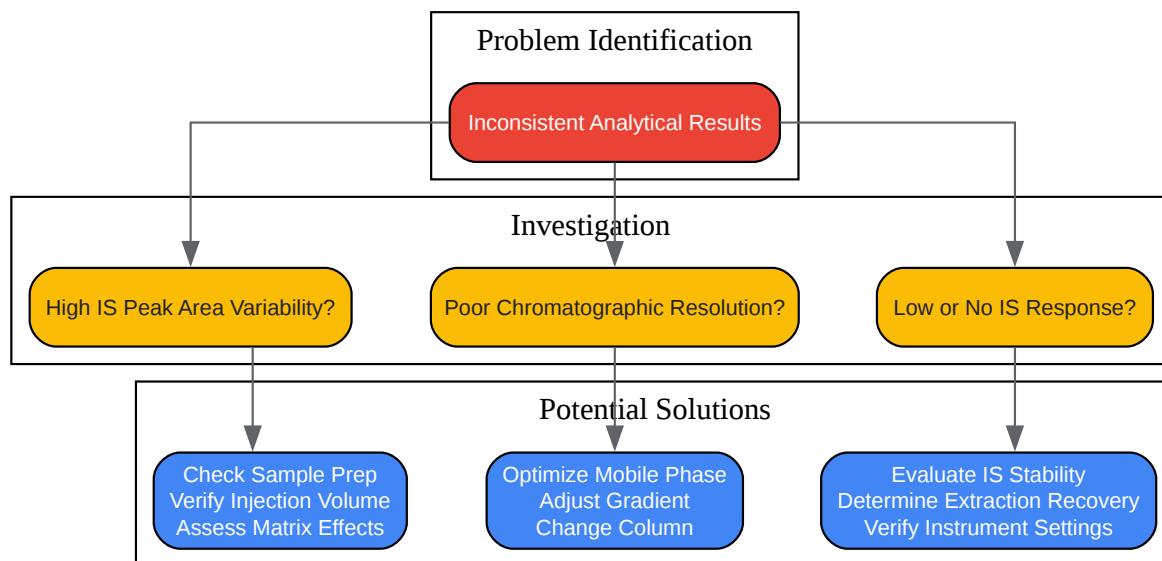 Problem Identification
Inconsistent Analytical Results
Investigation
High IS Peak Area Variability?
Poor Chromatographic Resolution?
Low or No IS Response?
Potential Solutions
Check Sample Prep
Verify Injection Volume
Assess Matrix Effects
Optimize Mobile Phase
Adjust Gradient
Change Column
Evaluate IS Stability
Determine Extraction Recovery
Verify Instrument Settings